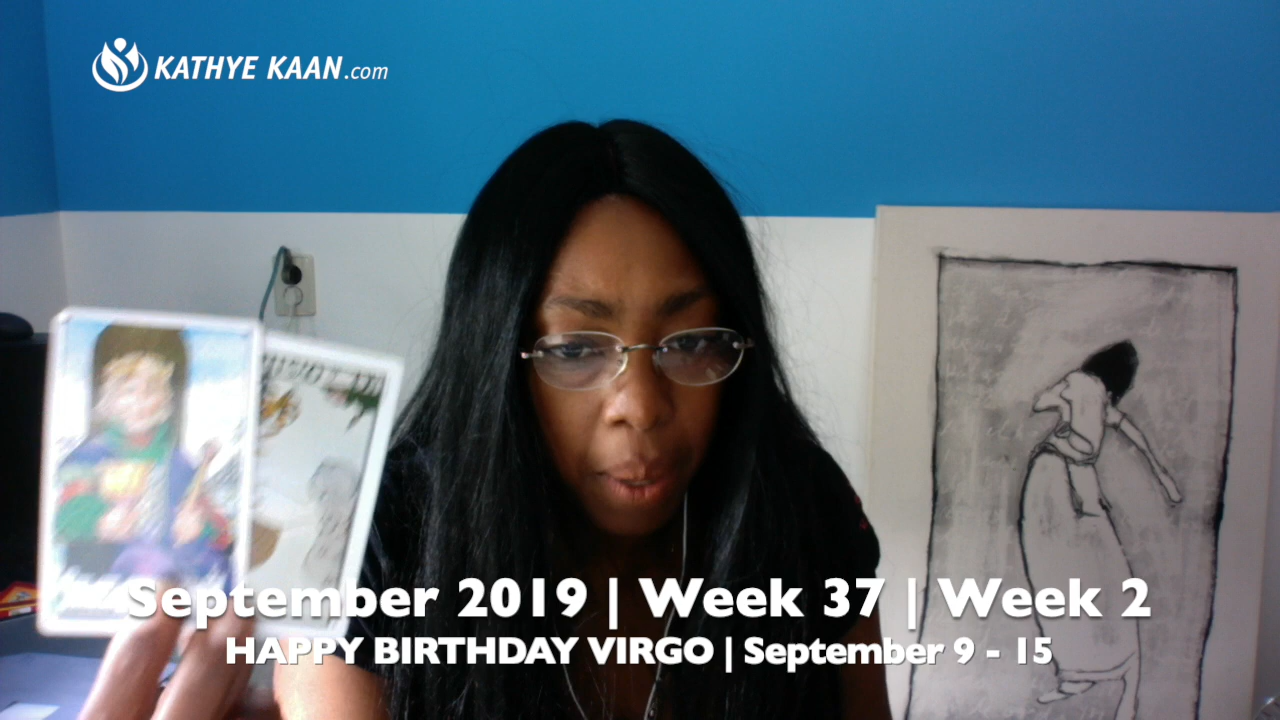 KATHYE KAAN.com
September 2019 | Week 37 | Week 2
HAPPY BIRTHDAY VIRGO | September 9 - 15